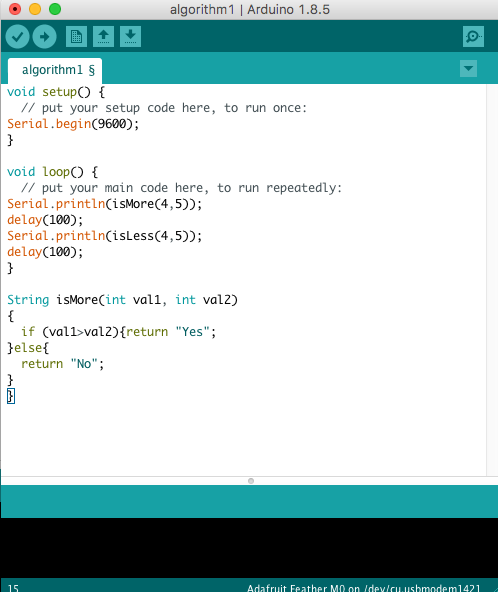 algorithm1 | Arduino 1.8.5
algorithm1 §
void setup() {
  // put your setup code here, to run once:
Serial.begin(9600);
}

void loop() {
  // put your main code here, to run repeatedly:
Serial.println(isMore(4,5));
delay(100);
Serial.println(isLess(4,5));
delay(100);
}

String isMore(int val1, int val2)
{
  if (val1>val2){return "Yes";
}else{
  return "No";
}
}
15
Adafruit Feather M0 on /dev/cu.usbmodem1421